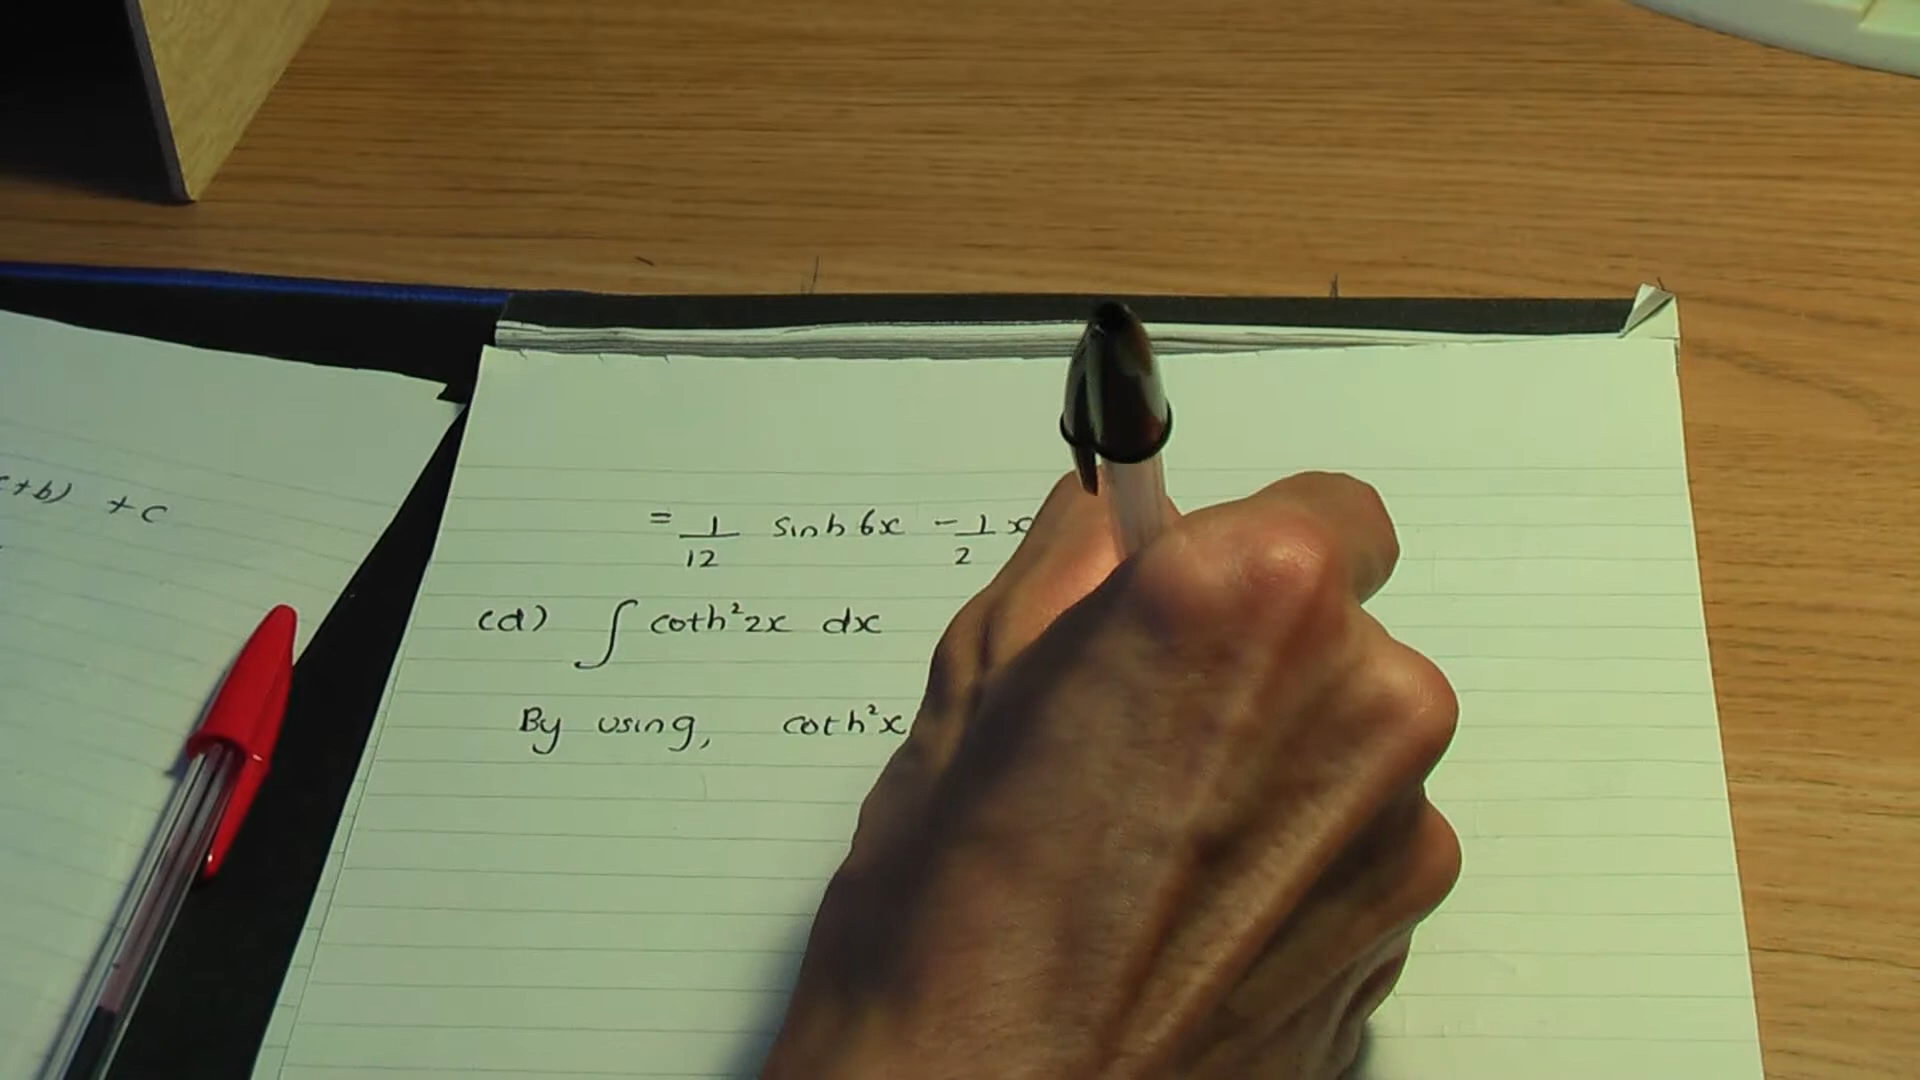 +b) +c
= 1/12 sinh 6x - 1/2 x
(d) ∫ coth²2x dx
By using, coth²x